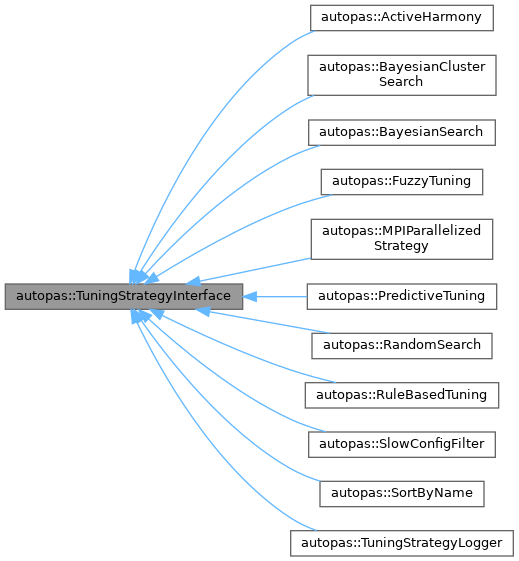 autopas::ActiveHarmony
autopas::BayesianCluster
Search
autopas::BayesianSearch
autopas::FuzzyTuning
autopas::MPIParallelized
Strategy
autopas::TuningStrategyInterface
autopas::PredictiveTuning
autopas::RandomSearch
autopas::RuleBasedTuning
autopas::SlowConfigFilter
autopas::SortByName
autopas::TuningStrategyLogger